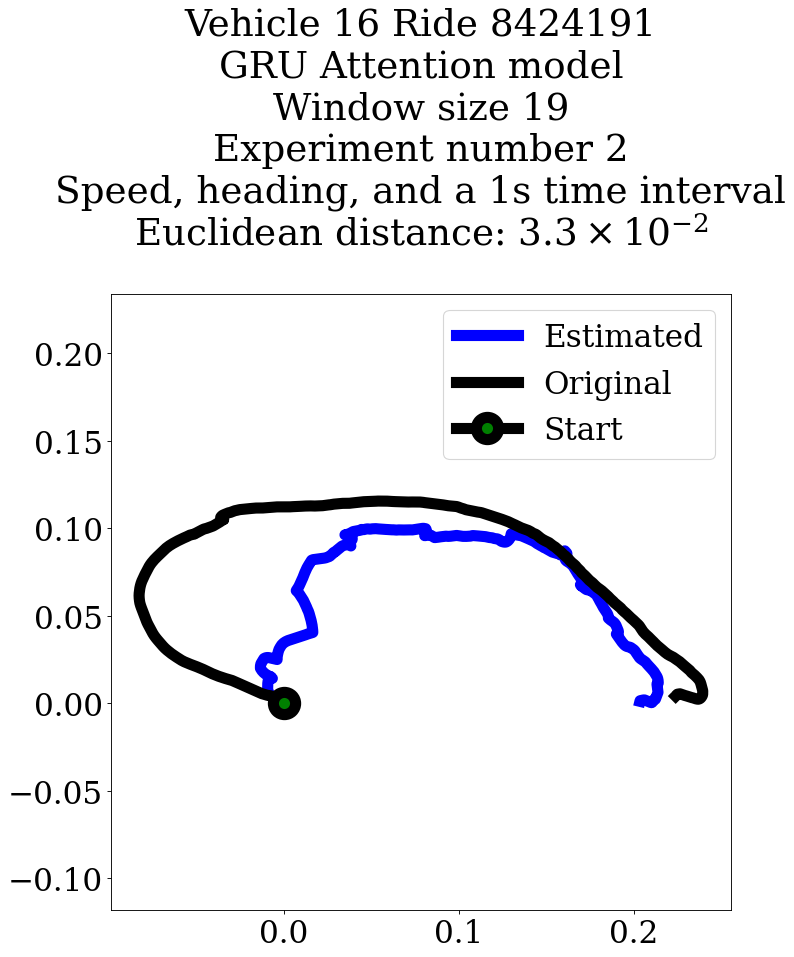 Vehicle 16 Ride 8424191
GRU Attention model
Window size 19
Experiment number 2
Speed, heading, and a 1s time interval
Euclidean distance: 3.3 × 10⁻²
Estimated
Original
Start
0.20
0.15
0.10
0.05
0.00
−0.05
−0.10
0.0 0.1 0.2